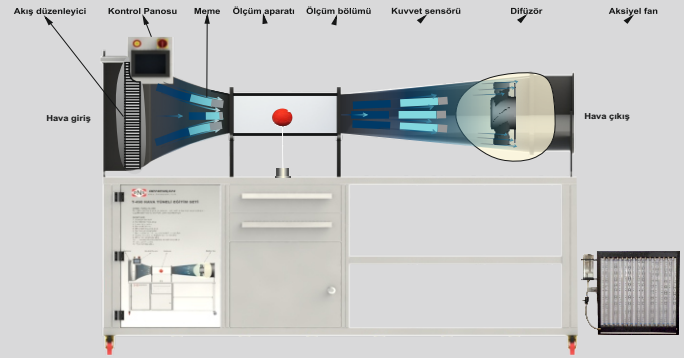 Akış düzenleyici Kontrol Panosu Meme Ölçüm aparatı Ölçüm bölümü Kuvvet sensörü Difüzör Aksiyel fan
Hava giriş
Hava çıkış